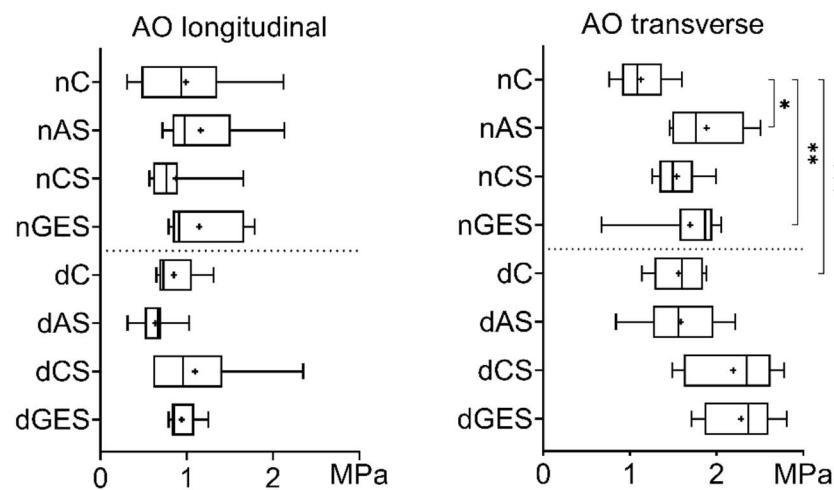 AO longitudinal
nC
nAS
nCS
nGES
dC
dAS
dCS
dGES
0 1 2 MPa
AO transverse
nC
nAS
nCS
nGES
dC
dAS
dCS
dGES
0 1 2 MPa
*
**